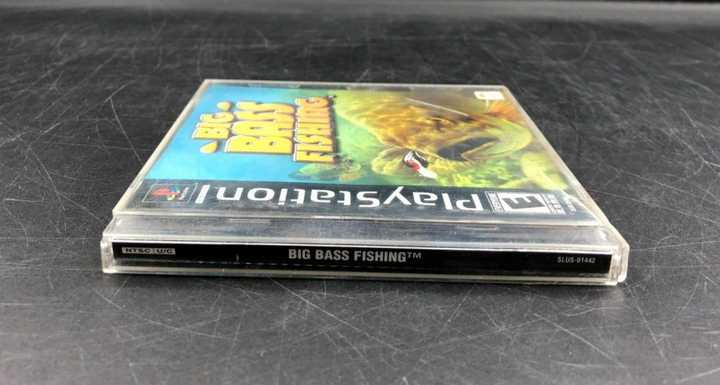 BIG
BASS
FISHING
PlayStation
E
NTSC U/C
BIG BASS FISHING™
SLUS-01442